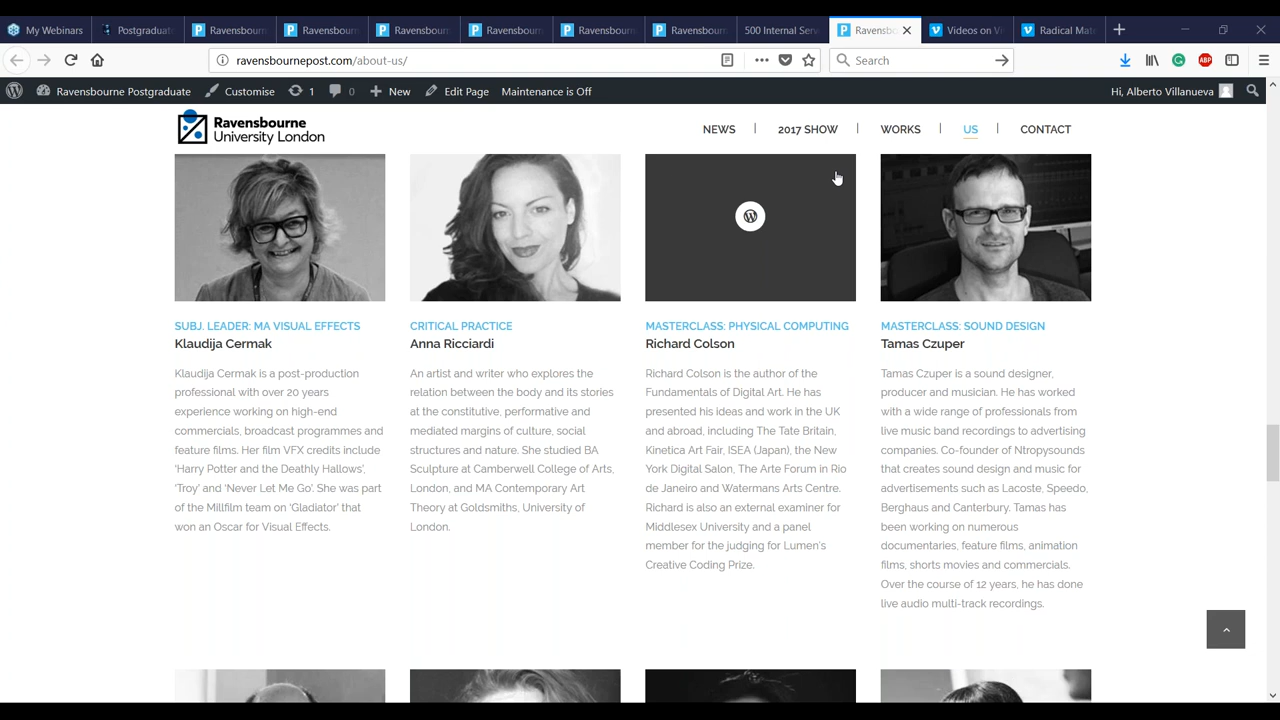 My Webinars
Postgraduat
Ravensbourn
Ravensbourn
Ravensbourn
Ravensbourn
Ravensbourn
Ravensbourn
500 Internal Serv
Ravensbo
Videos on Vi
Radical Mat
ravensbournepost.com/about-us/
Search
ABP
Ravensbourne Postgraduate
Customise
1
0
New
Edit Page
Maintenance is Off
Hi, Alberto Villanueva
Ravensbourne
University London
NEWS
2017 SHOW
WORKS
US
CONTACT
SUBJ. LEADER: MA VISUAL EFFECTS
Klaudija Cermak
Klaudija Cermak is a post-production
professional with over 20 years
experience working on high-end
commercials, broadcast programmes and
feature films. Her film VFX credits include
‘Harry Potter and the Deathly Hallows’,
‘Troy’ and ‘Never Let Me Go’. She was part
of the Millfilm team on ‘Gladiator’ that
won an Oscar for Visual Effects.
CRITICAL PRACTICE
Anna Ricciardi
An artist and writer who explores the
relation between the body and its stories
at the constitutive, performative and
mediated margins of culture, social
structures and nature. She studied BA
Sculpture at Camberwell College of Arts,
London, and MA Contemporary Art
Theory at Goldsmiths, University of
London.
MASTERCLASS: PHYSICAL COMPUTING
Richard Colson
Richard Colson is the author of the
Fundamentals of Digital Art. He has
presented his ideas and work in the UK
and abroad, including The Tate Britain,
Kinetica Art Fair, ISEA (Japan), the New
York Digital Salon, The Arte Forum in Rio
de Janeiro and Watermans Arts Centre.
Richard is also an external examiner for
Middlesex University and a panel
member for the judging for Lumen's
Creative Coding Prize.
MASTERCLASS: SOUND DESIGN
Tamas Czuper
Tamas Czuper is a sound designer,
producer and musician. He has worked
with a wide range of professionals from
live music band recordings to advertising
companies. Co-founder of Ntropysounds
that creates sound design and music for
advertisements such as Lacoste, Speedo,
Berghaus and Canterbury. Tamas has
been working on numerous
documentaries, feature films, animation
films, shorts movies and commercials.
Over the course of 12 years, he has done
live audio multi-track recordings.